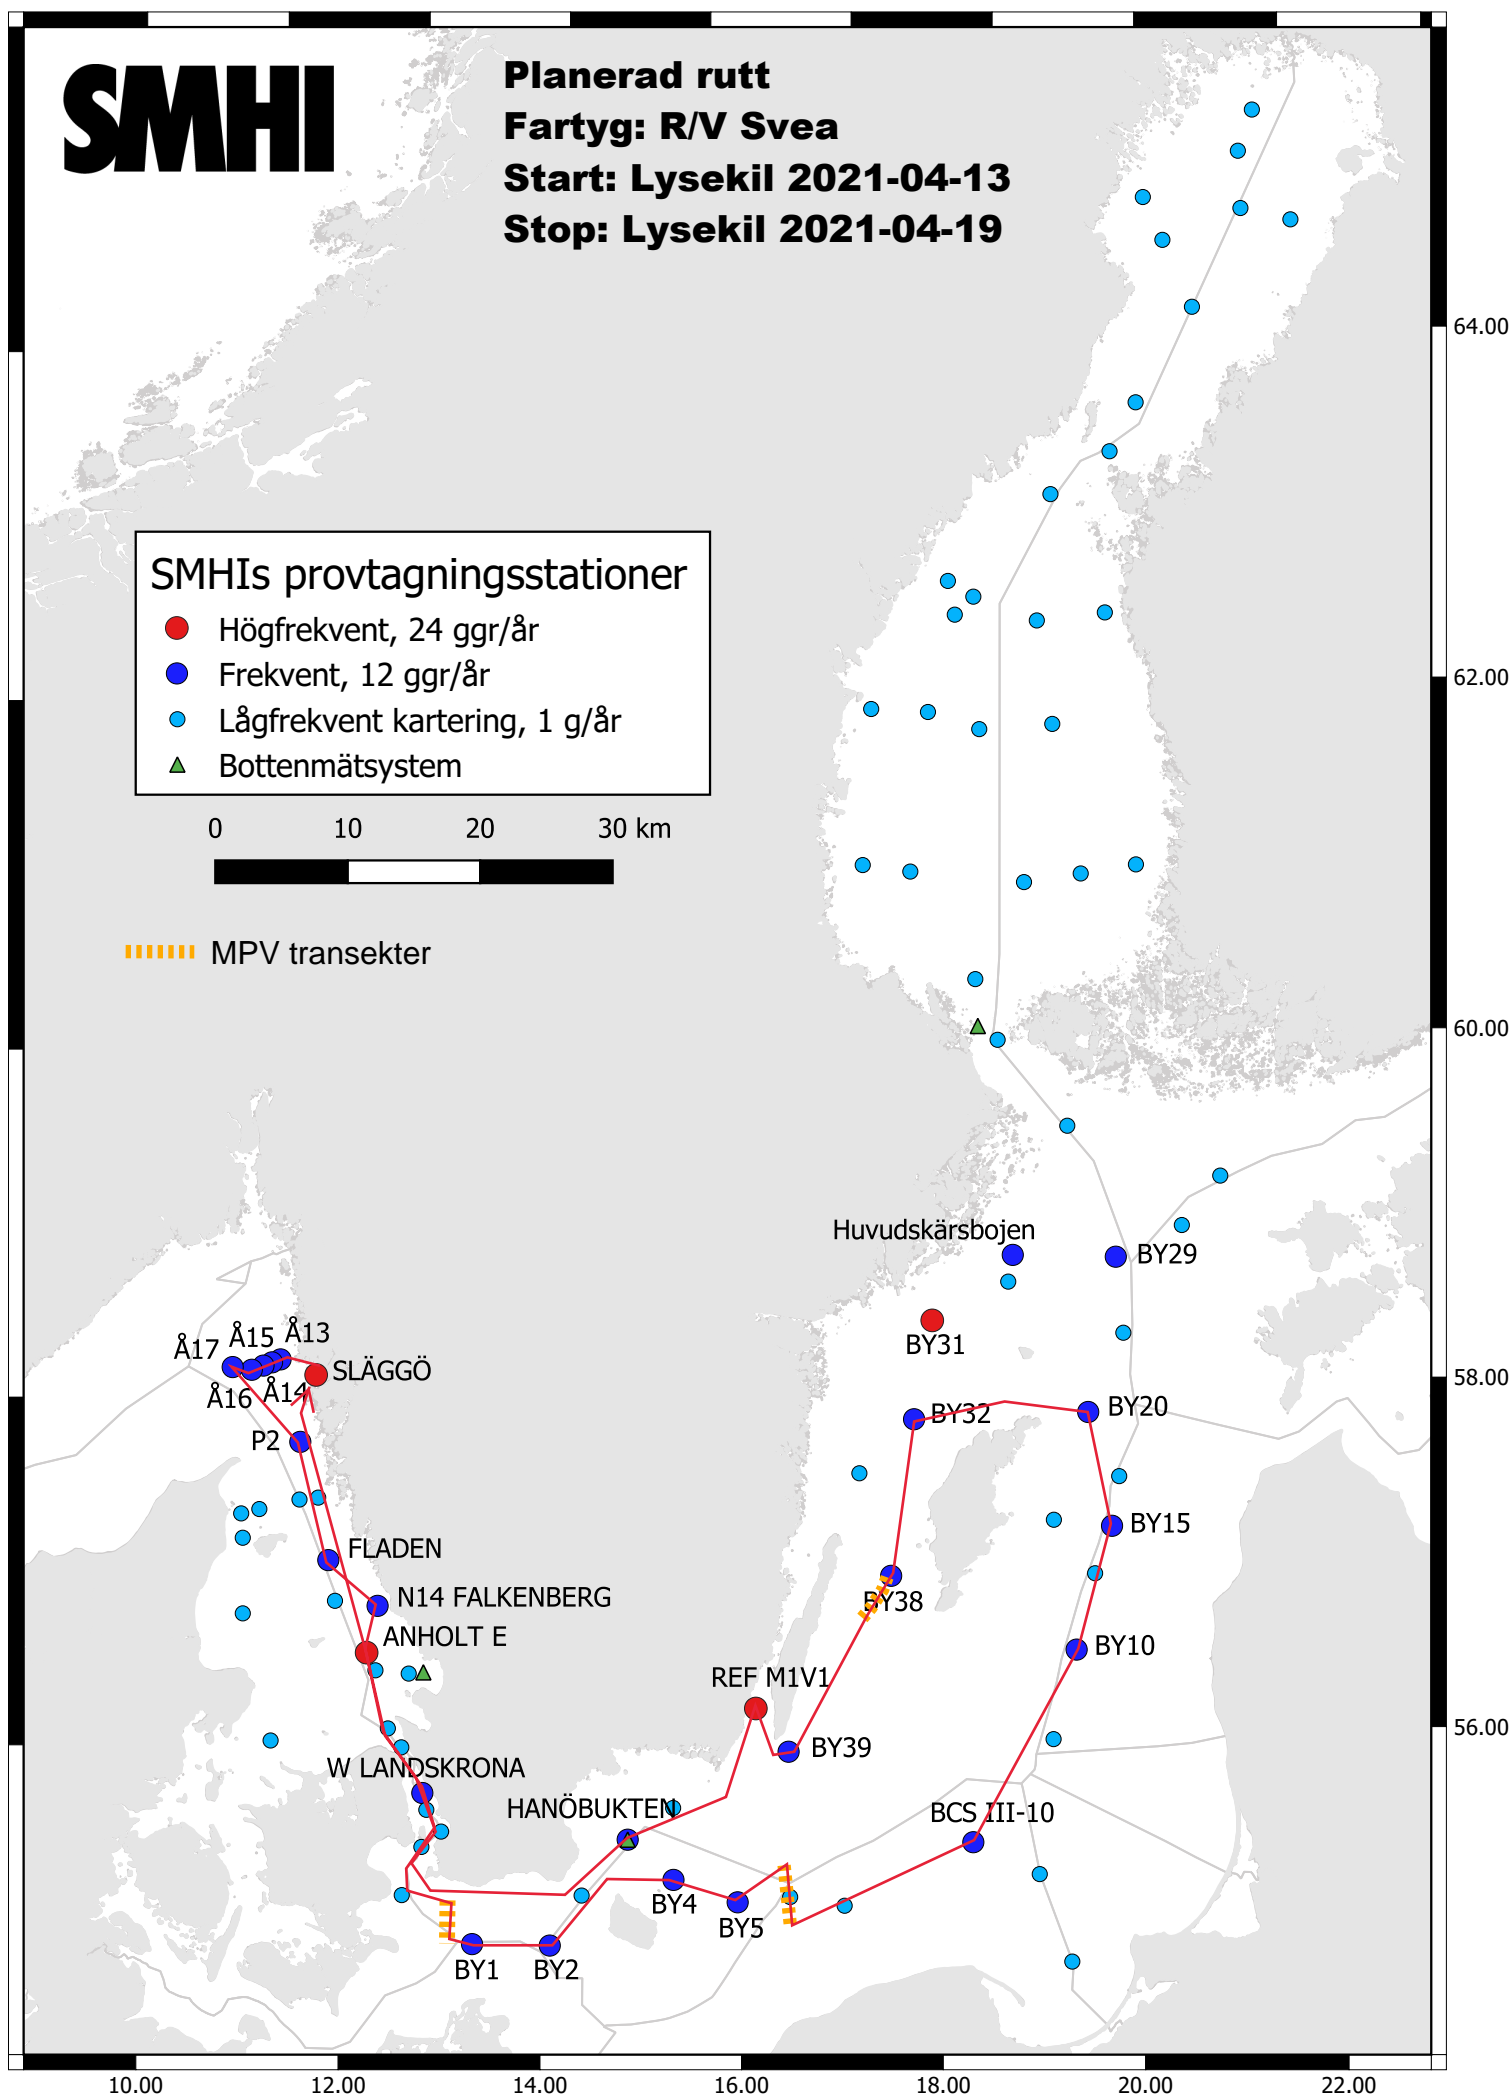 SMHI
Planerad rutt
Fartyg: R/V Svea
Start: Lysekil 2021-04-13
Stop: Lysekil 2021-04-19
64.00
SMHIs provtagningsstationer
Högfrekvent, 24 ggr/år
Frekvent, 12 ggr/år
Lågfrekvent kartering, 1 g/år
Bottenmätsystem
62.00
0 10 20 30 km
MPV transekter
60.00
Huvudskärsbojen
BY29
BY31
Å17 Å15 Å13
SLÄGGÖ
Å16 Å14
58.00
BY32
BY20
P2
BY15
FLADEN
N14 FALKENBERG
BY38
ANHOLT E
BY10
REF M1V1
56.00
BY39
W LANDSKRONA
HANÖBUKTEN
BCS III-10
BY4
BY5
BY1
BY2
10.00 12.00 14.00 16.00 18.00 20.00 22.00